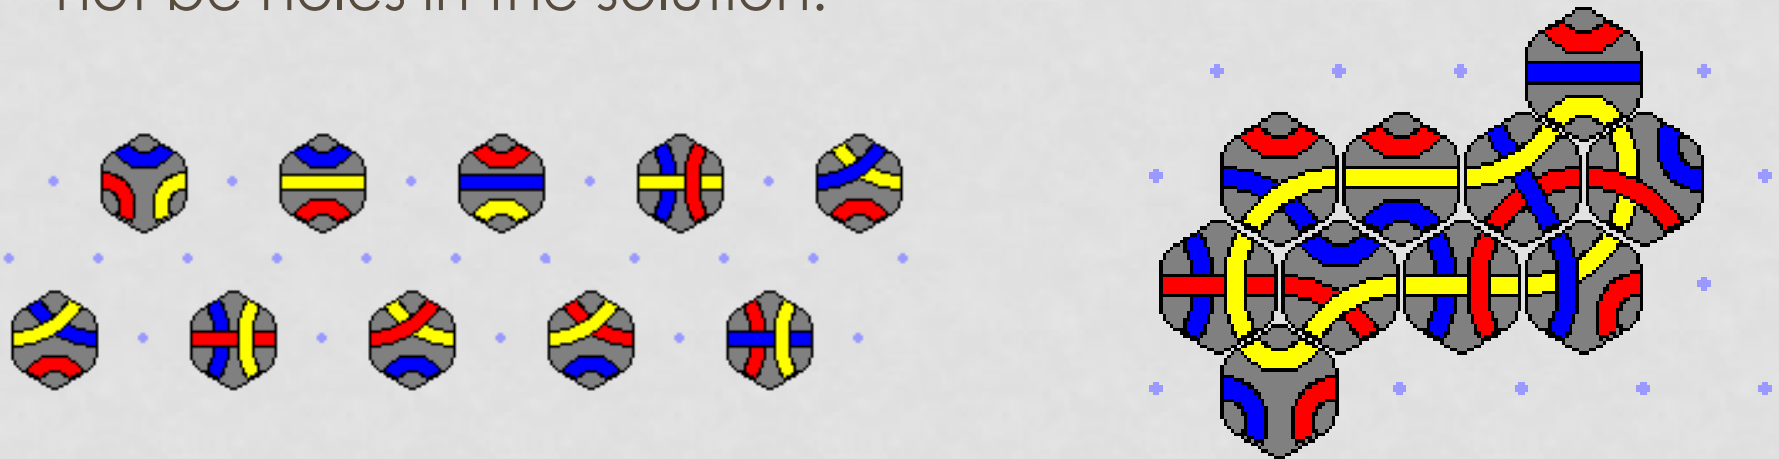 not be holes in the solution.